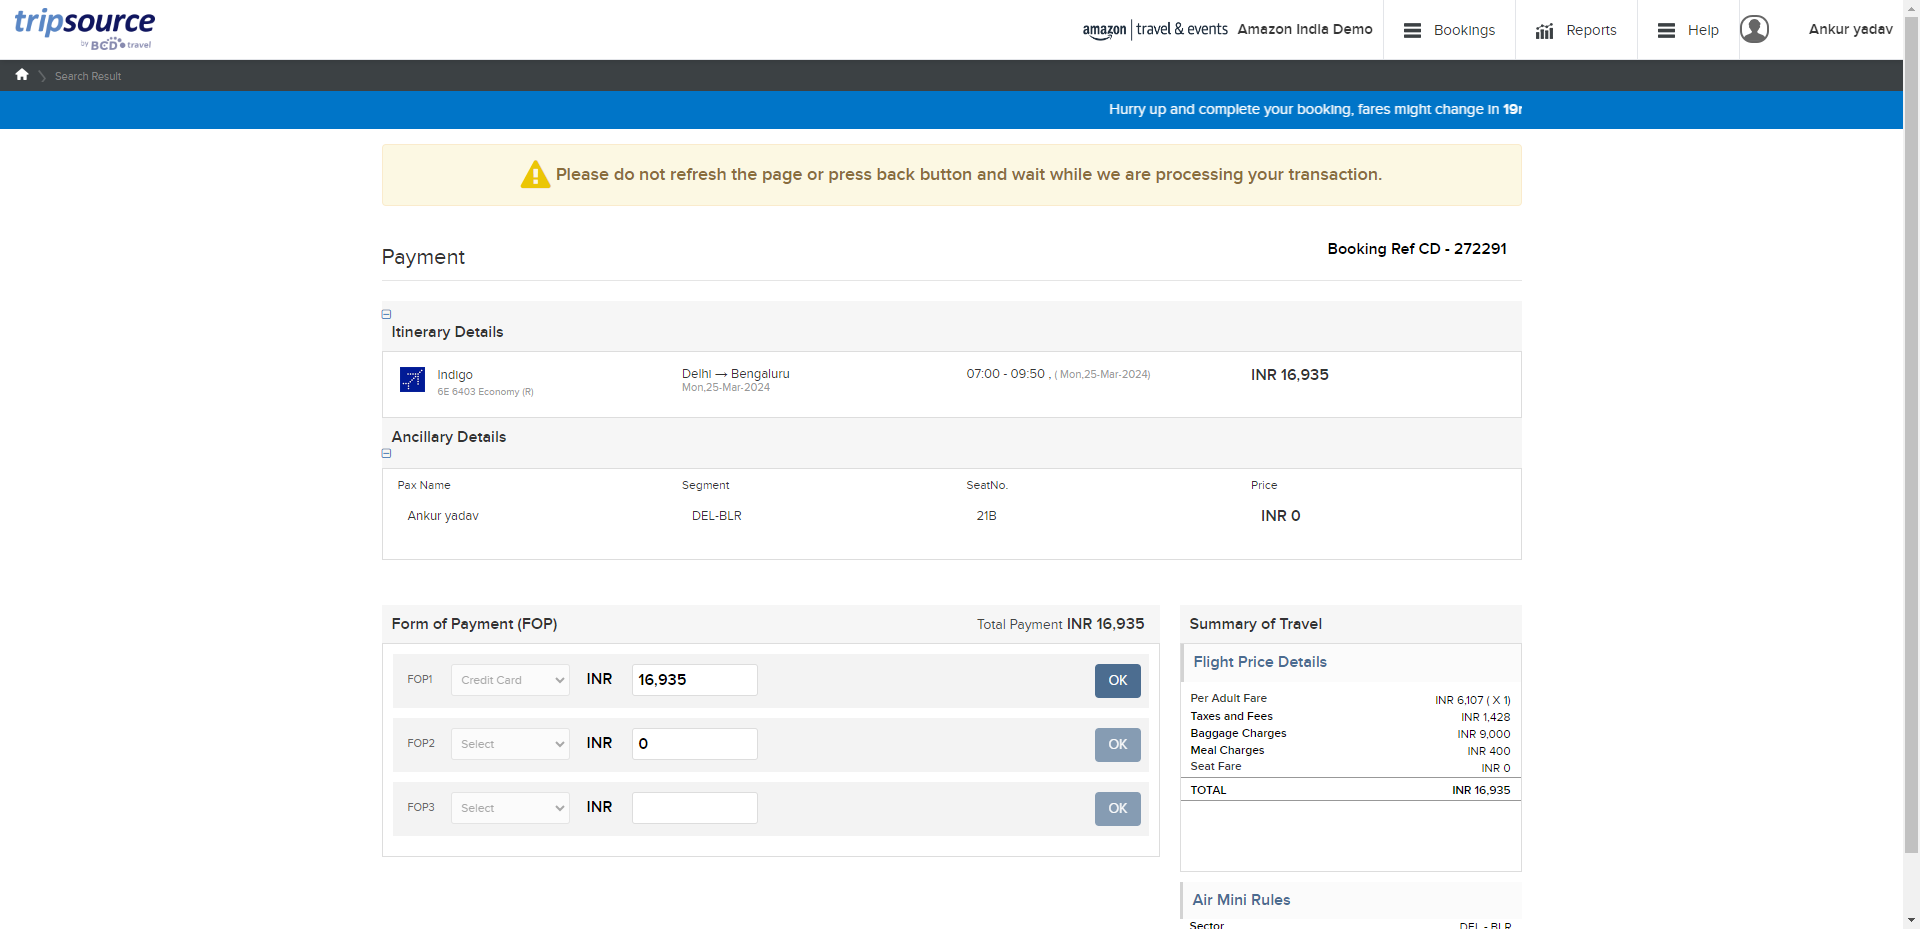 tripsource
by BCD travel
amazon | travel & events Amazon India Demo
Bookings
Reports
Help
Ankur yadav
Search Result
Hurry up and complete your booking, fares might change in 19
Please do not refresh the page or press back button and wait while we are processing your transaction.
Payment
Booking Ref CD - 272291
Itinerary Details
Indigo
6E 6403 Economy (R)
Delhi → Bengaluru
Mon,25-Mar-2024
07:00 - 09:50 , ( Mon,25-Mar-2024)
INR 16,935
Ancillary Details
Pax Name Segment SeatNo. Price
Ankur yadav DEL-BLR 21B INR 0
Form of Payment (FOP) Total Payment INR 16,935
FOP1 Credit Card INR 16,935 OK
FOP2 Select INR 0 OK
FOP3 Select INR OK
Summary of Travel
Flight Price Details
Per Adult Fare INR 6,107 ( X 1)
Taxes and Fees INR 1,428
Baggage Charges INR 9,000
Meal Charges INR 400
Seat Fare INR 0
TOTAL INR 16,935
Air Mini Rules
Sector DEL - BLR